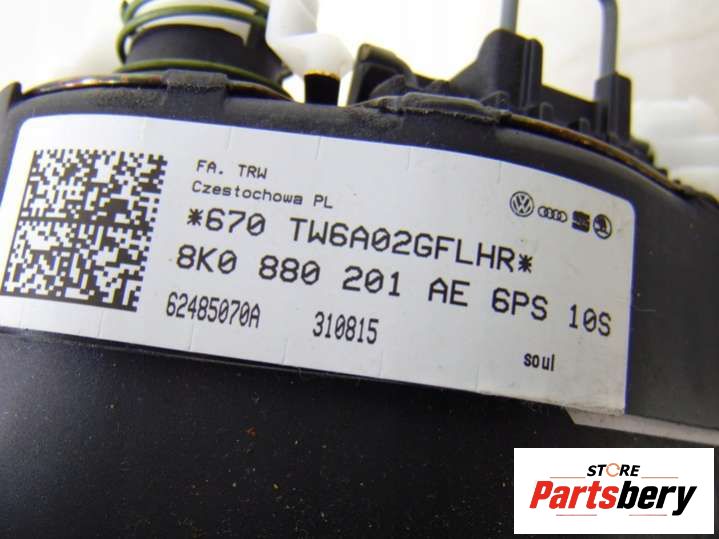 FA. TRW
Czestochowa PL
*670 TW6A02GFLHR*
8K0 880 201 AE 6PS 10S
62485070A 310815
soul
STORE
Partsbery